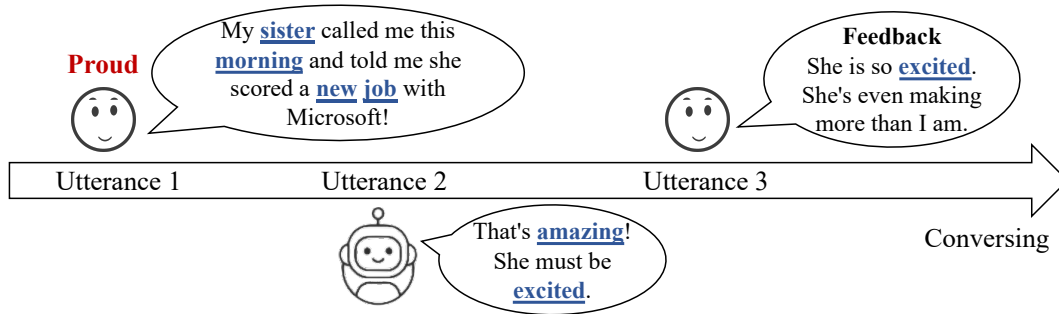 Proud
My sister called me this
morning and told me she
scored a new job with
Microsoft!
Feedback
She is so excited.
She's even making
more than I am.
Utterance 1
Utterance 2
Utterance 3
That's amazing!
She must be
excited.
Conversing